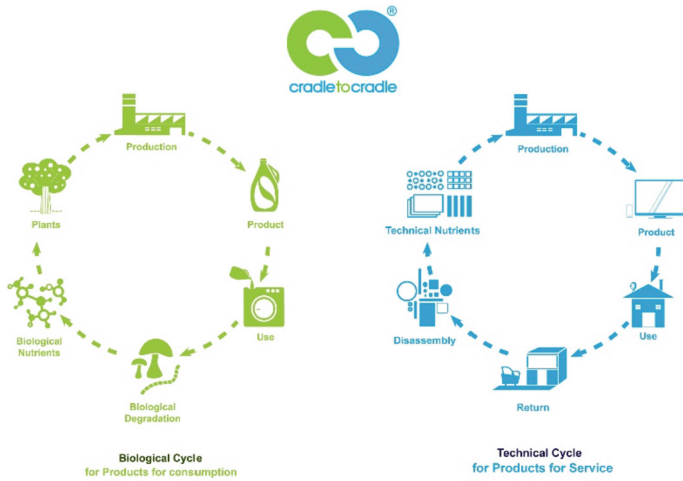 ®
cradletocradle
Production
Product
Use
Biological
Degradation
Biological
Nutrients
Plants
Biological Cycle
for Products for consumption
Production
Product
Use
Return
Disassembly
Technical Nutrients
Technical Cycle
for Products for Service